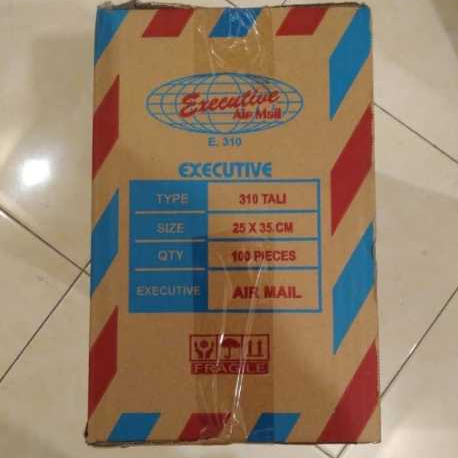 Executive
Air Mail
E. 310
EXECUTIVE
TYPE 310 TALI
SIZE 25 X 35 CM
QTY 100 PIECES
EXECUTIVE AIR MAIL
FRAGILE